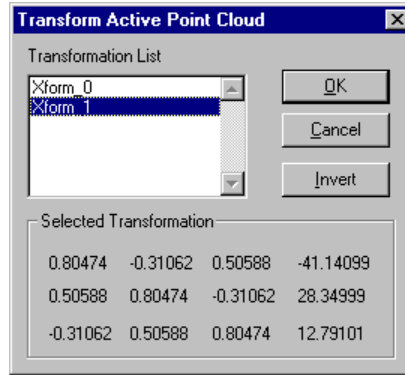 Transform Active Point Cloud
Transformation List
Xform_0
Xform_1
OK
Cancel
Invert
Selected Transformation
0.80474 -0.31062 0.50588 -41.14099
0.50588 0.80474 -0.31062 28.34999
-0.31062 0.50588 0.80474 12.79101